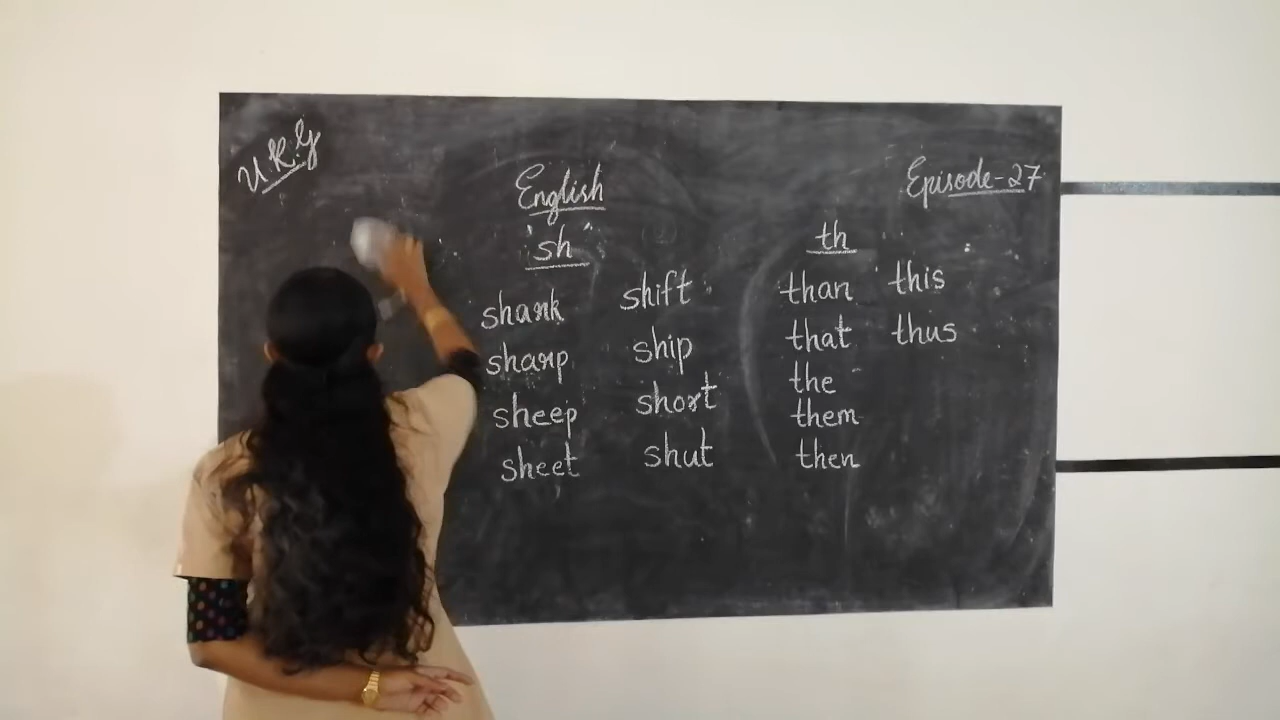 U.K.G
English
Episode-27
"sh"
th
shark shift
sharp ship
sheep short
sheet shut
than this
that thus
the
them
then